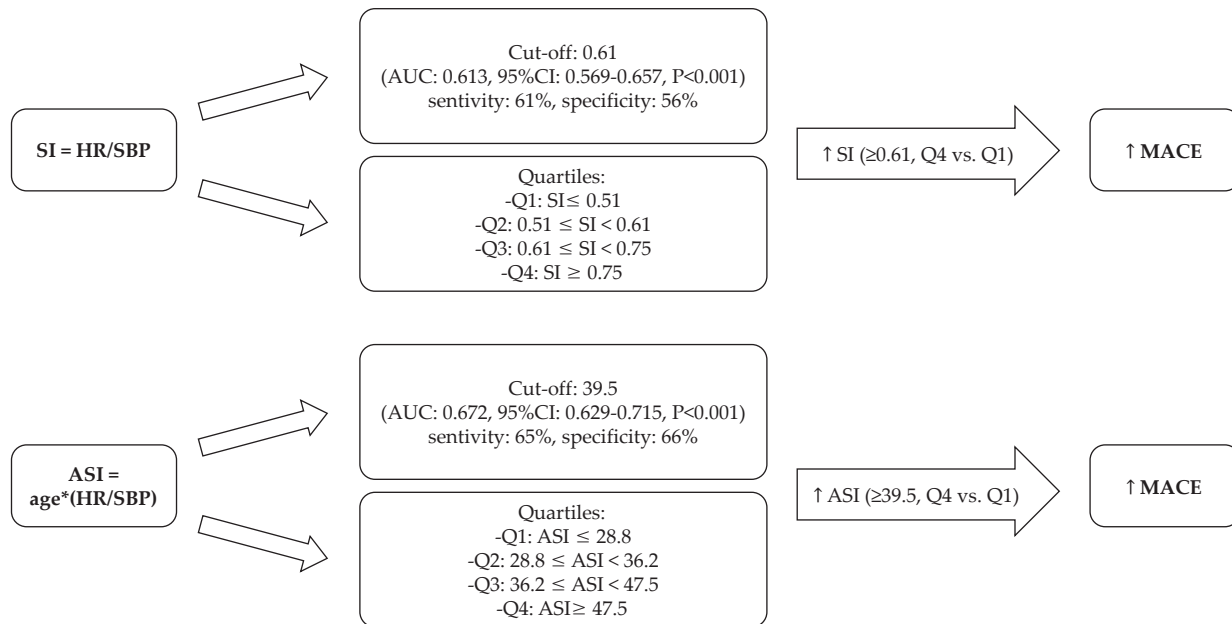 SI = HR/SBP
Cut-off: 0.61
(AUC: 0.613, 95%CI: 0.569-0.657, P<0.001)
sentivity: 61%, specificity: 56%
Quartiles:
-Q1: SI≤ 0.51
-Q2: 0.51 ≤ SI < 0.61
-Q3: 0.61 ≤ SI < 0.75
-Q4: SI ≥ 0.75
↑ SI (≥0.61, Q4 vs. Q1)
↑ MACE
ASI =
age*(HR/SBP)
Cut-off: 39.5
(AUC: 0.672, 95%CI: 0.629-0.715, P<0.001)
sentivity: 65%, specificity: 66%
Quartiles:
-Q1: ASI ≤ 28.8
-Q2: 28.8 ≤ ASI < 36.2
-Q3: 36.2 ≤ ASI < 47.5
-Q4: ASI≥ 47.5
↑ ASI (≥39.5, Q4 vs. Q1)
↑ MACE